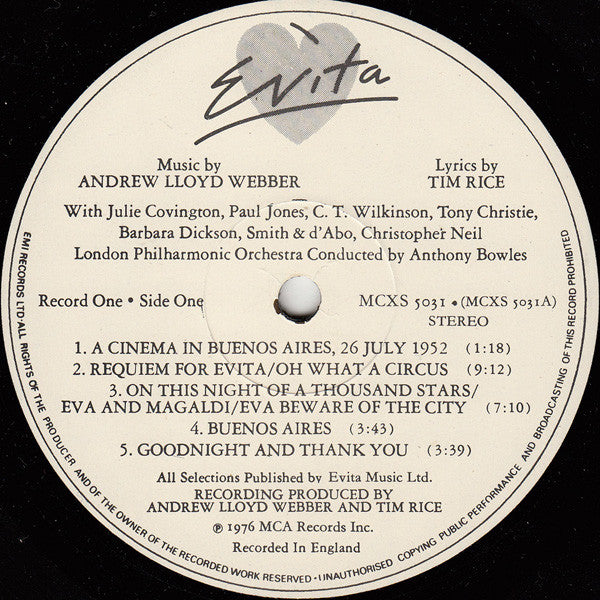 Evita
Music by
ANDREW LLOYD WEBBER
Lyrics by
TIM RICE
With Julie Covington, Paul Jones, C. T. Wilkinson, Tony Christie,
Barbara Dickson, Smith & d'Abo, Christopher Neil
London Philharmonic Orchestra Conducted by Anthony Bowles
Record One • Side One
MCXS 5031 • (MCXS 5031A)
STEREO
1. A CINEMA IN BUENOS AIRES, 26 JULY 1952 (1:18)
2. REQUIEM FOR EVITA/OH WHAT A CIRCUS (9:12)
3. ON THIS NIGHT OF A THOUSAND STARS/
EVA AND MAGALDI/EVA BEWARE OF THE CITY (7:10)
4. BUENOS AIRES (3:43)
5. GOODNIGHT AND THANK YOU (3:39)
All Selections Published by Evita Music Ltd.
RECORDING PRODUCED BY
ANDREW LLOYD WEBBER AND TIM RICE
℗ 1976 MCA Records Inc.
Recorded In England
EMI RECORDS LTD·ALL RIGHTS OF THE PRODUCER AND OF THE OWNER OF THE RECORDED WORK RESERVED·UNAUTHORISED COPYING PUBLIC PERFORMANCE AND BROADCASTING OF THIS RECORD PROHIBITED